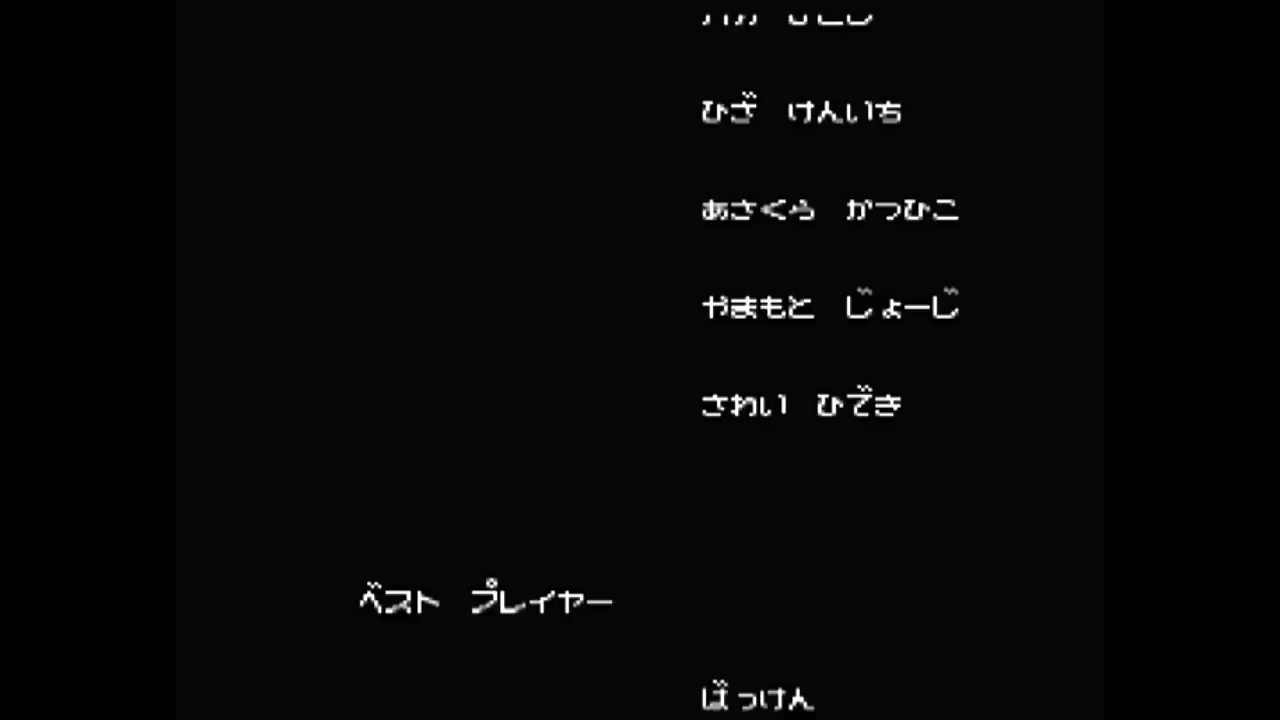 ひざ けんいち
あさくら かつひこ
やまもと じょーじ
さわい ひでき
ベスト プレイヤー
ばっけん